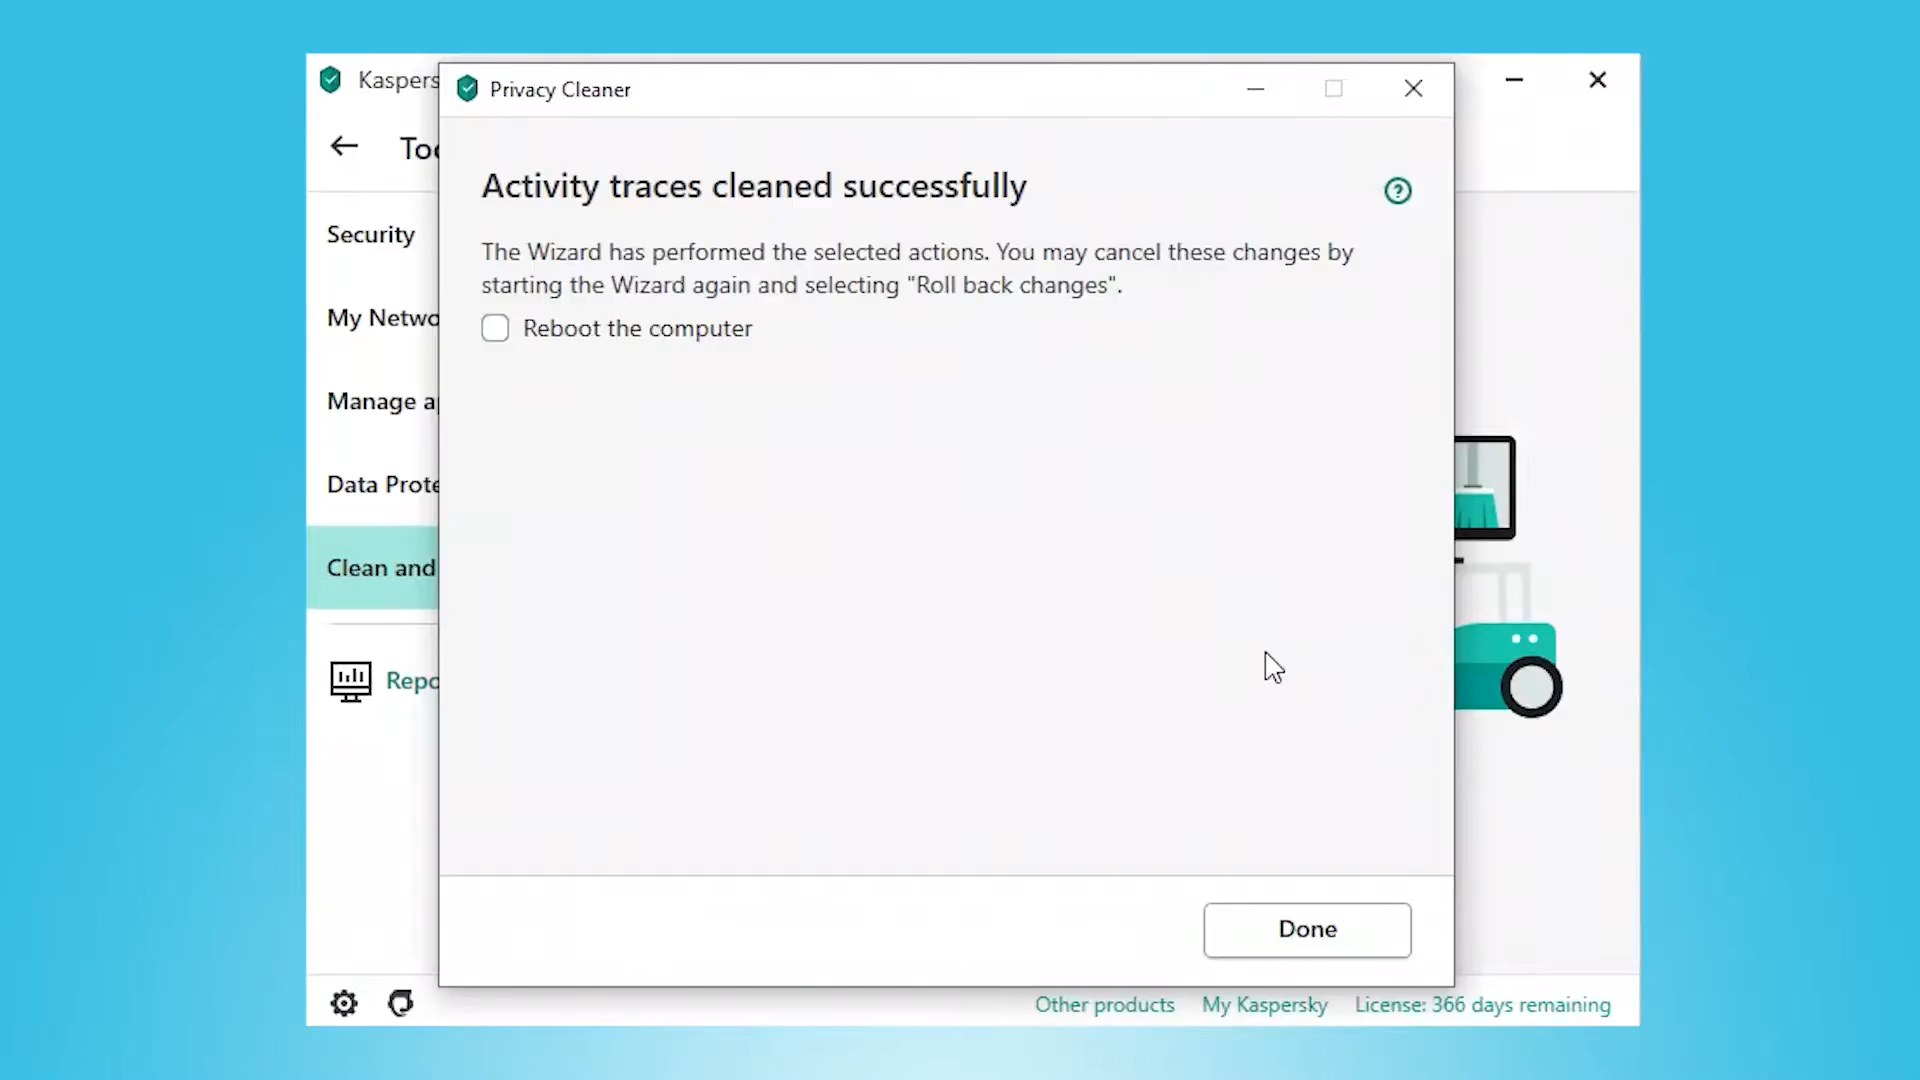 Kaspers
Privacy Cleaner
Too
Activity traces cleaned successfully
Security
The Wizard has performed the selected actions. You may cancel these changes by
starting the Wizard again and selecting "Roll back changes".
My Netwo
Reboot the computer
Manage a
Data Prote
Clean and
Repo
Done
Other products
My Kaspersky
License: 366 days remaining